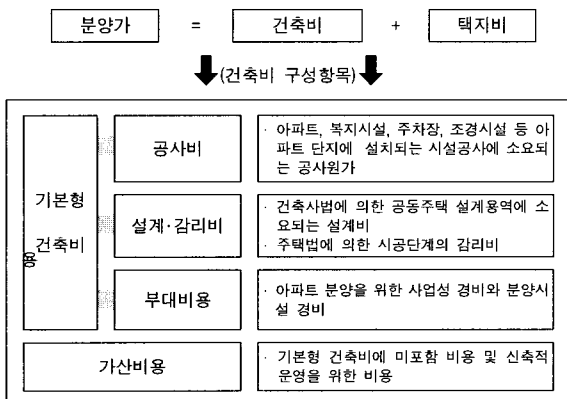 분양가 = 건축비 + 택지비
(건축비 구성항목)
기본형
건축비
공사비
· 아파트, 복지시설, 주차장, 조경시설 등 아
파트 단지에 설치되는 시설공사에 소요되
는 공사원가
설계·감리비
· 건축사법에 의한 공동주택 설계용역에 소
요되는 설계비
· 주택법에 의한 시공단계의 감리비
부대비용
· 아파트 분양을 위한 사업성 경비와 분양시
설 경비
가산비용
· 기본형 건축비에 미포함 비용 및 신축적
운영을 위한 비용